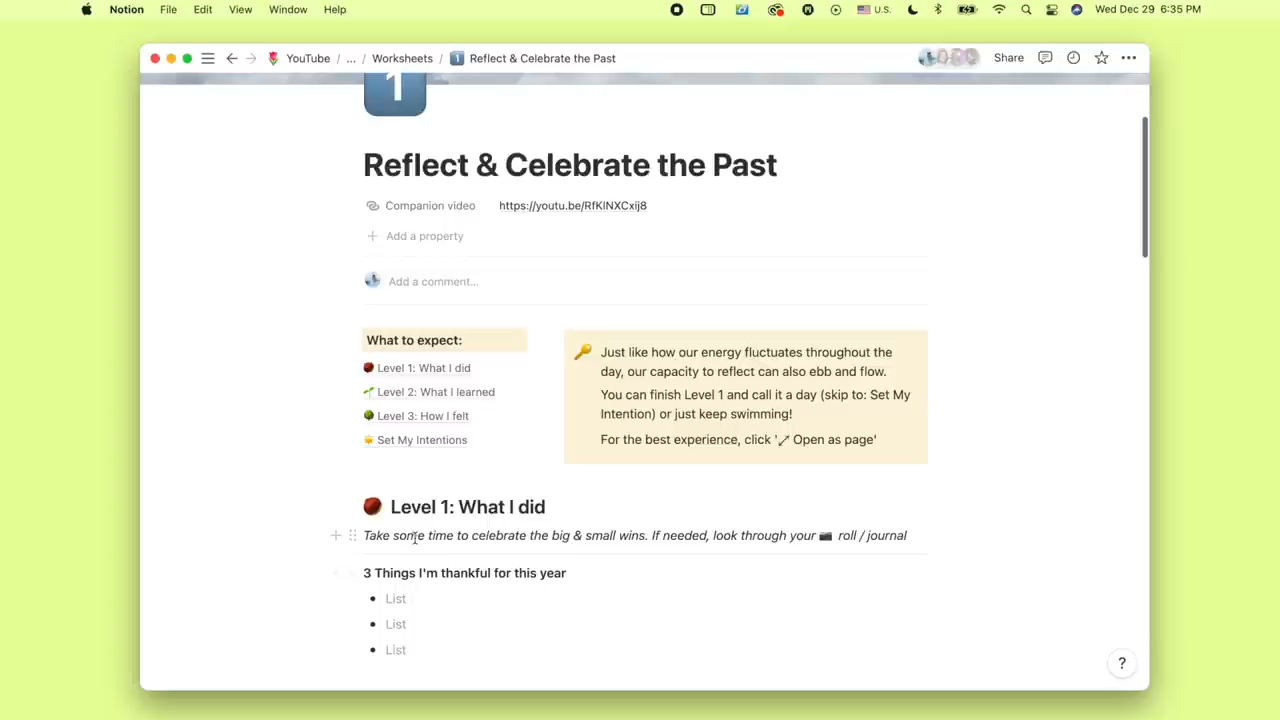 Notion File Edit View Window Help U.S. Wed Dec 29 6:35 PM
YouTube / ... / Worksheets / 1 Reflect & Celebrate the Past Share
1
Reflect & Celebrate the Past
Companion video https://youtu.be/RfKlNXCxij8
Add a property
Add a comment...
What to expect:
Level 1: What I did
Level 2: What I learned
Level 3: How I felt
Set My Intentions
Just like how our energy fluctuates throughout the
day, our capacity to reflect can also ebb and flow.
You can finish Level 1 and call it a day (skip to: Set My
Intention) or just keep swimming!
For the best experience, click '⤢ Open as page'
Level 1: What I did
Take some time to celebrate the big & small wins. If needed, look through your 📷 roll / journal
3 Things I'm thankful for this year
• List
• List
• List
?